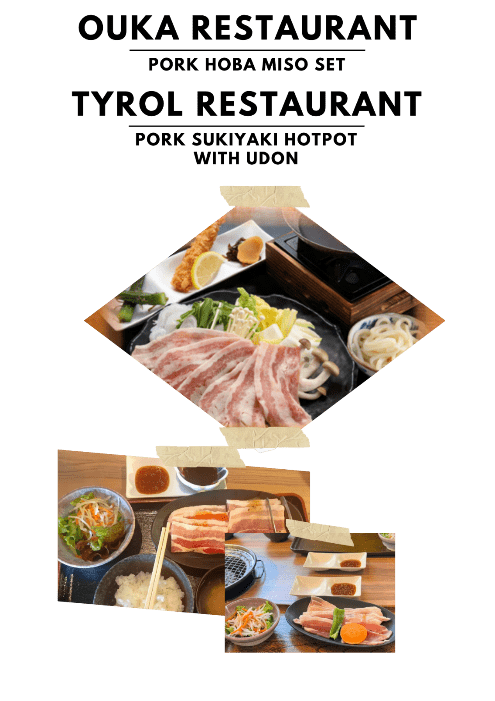 OUKA RESTAURANT
PORK HOBA MISO SET
TYROL RESTAURANT
PORK SUKIYAKI HOTPOT
WITH UDON